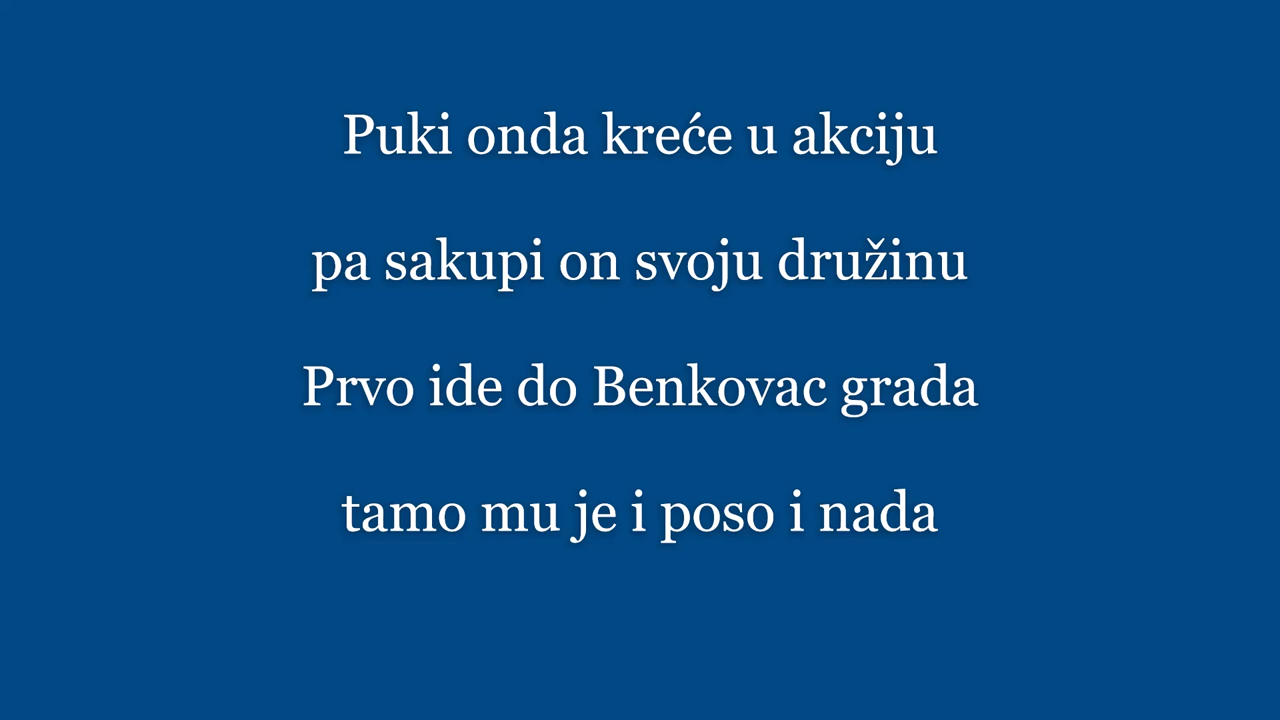 Puki onda kreće u akciju
pa sakupi on svoju družinu
Prvo ide do Benkovac grada
tamo mu je i poso i nada